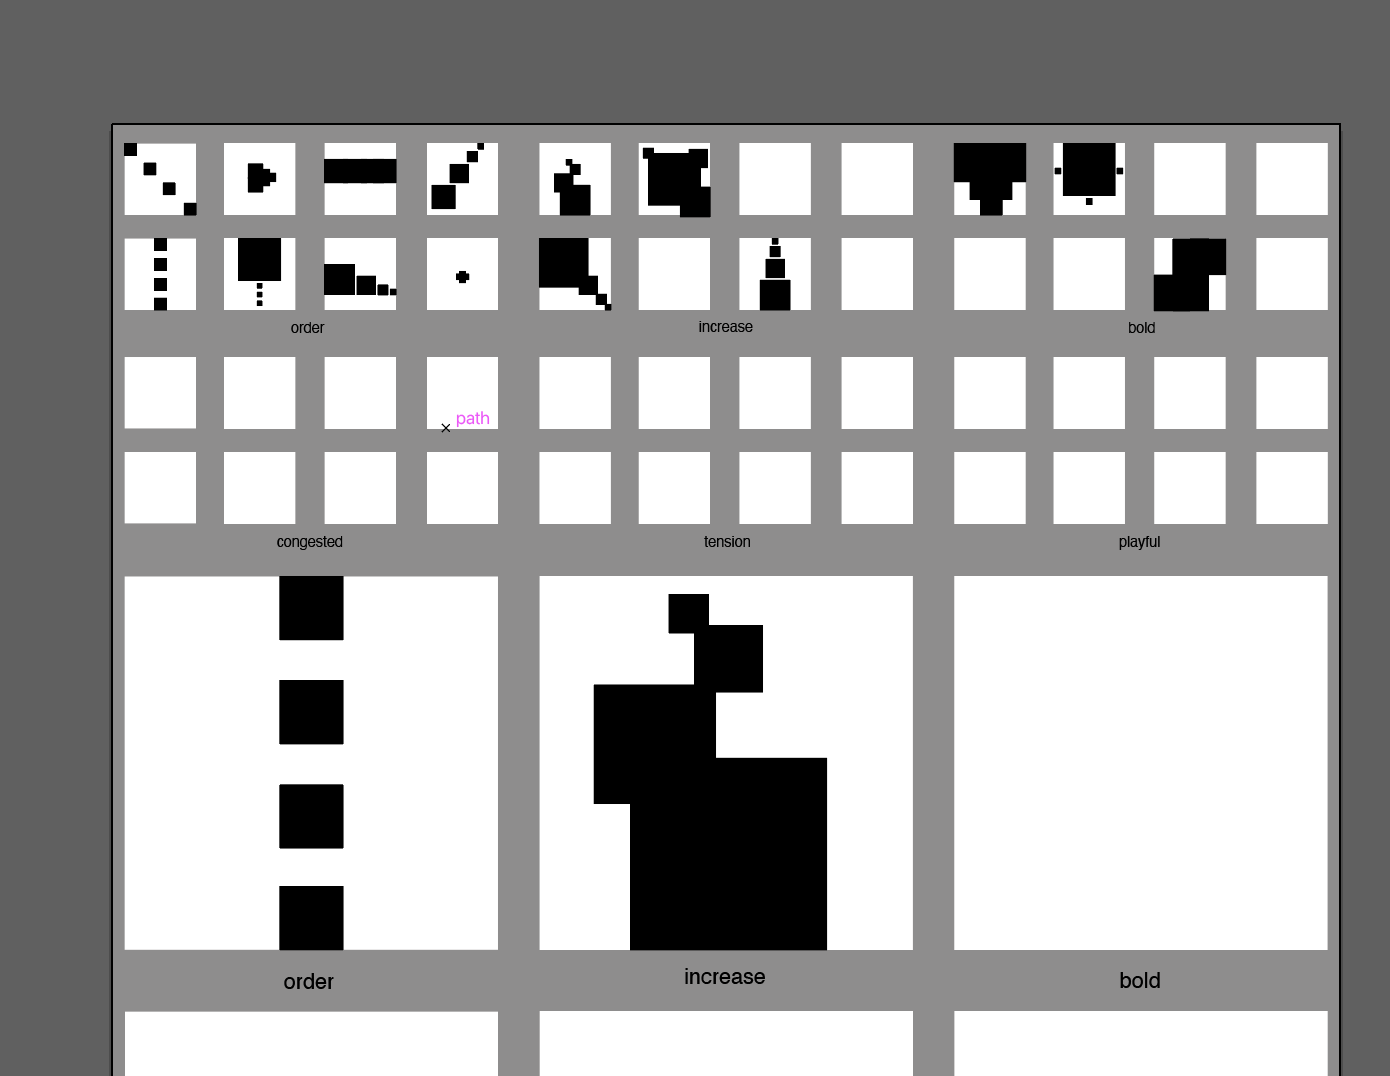 order
increase
bold
path
congested
tension
playful
order
increase
bold